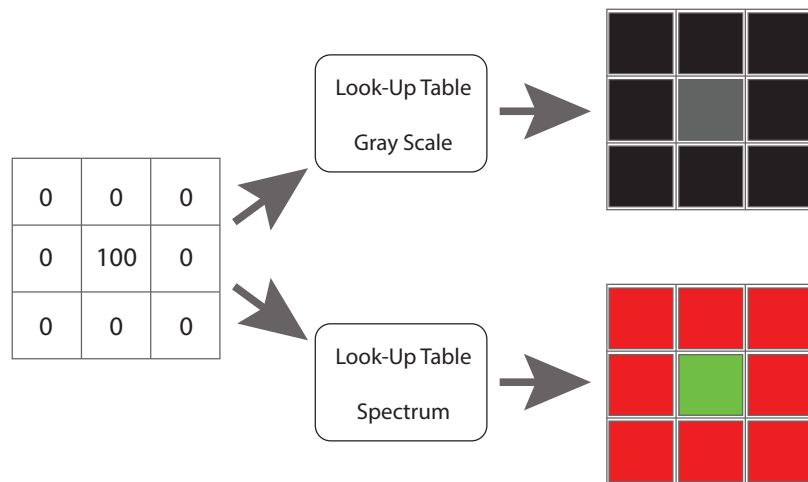 Look-Up Table
Gray Scale
0 0 0
0 100 0
0 0 0
Look-Up Table
Spectrum